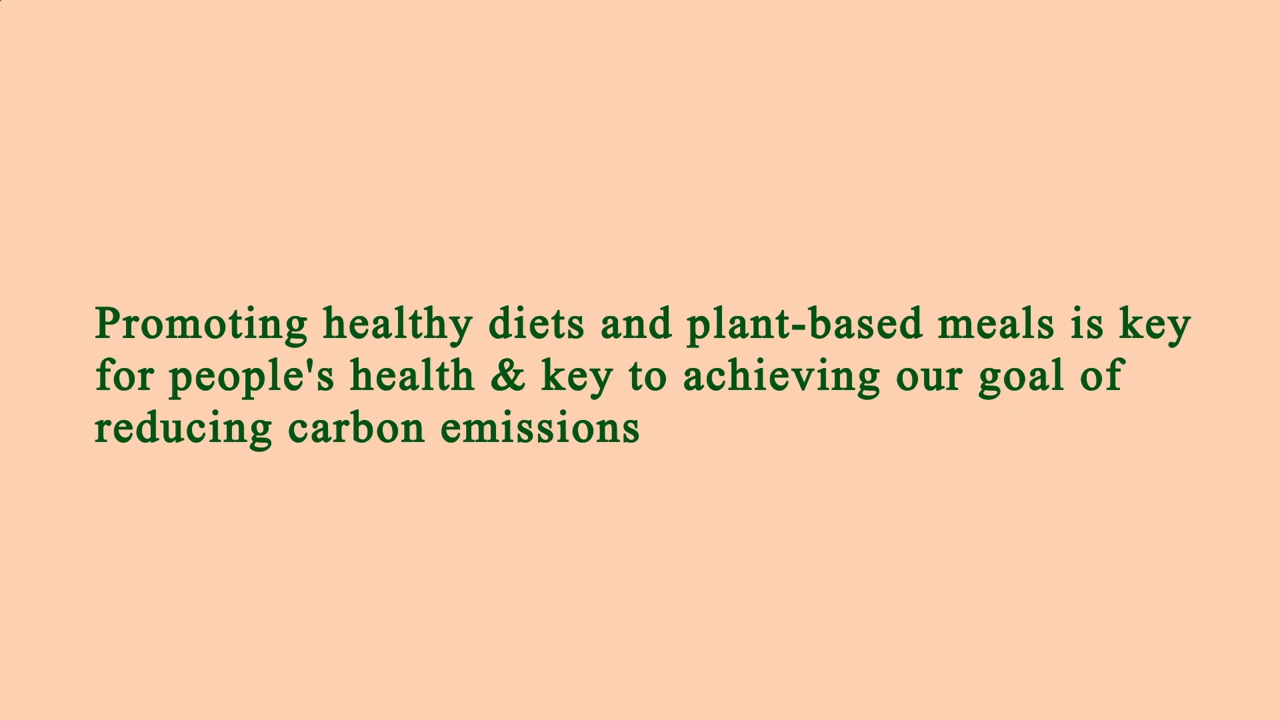 Promoting healthy diets and plant-based meals is key
for people's health & key to achieving our goal of
reducing carbon emissions